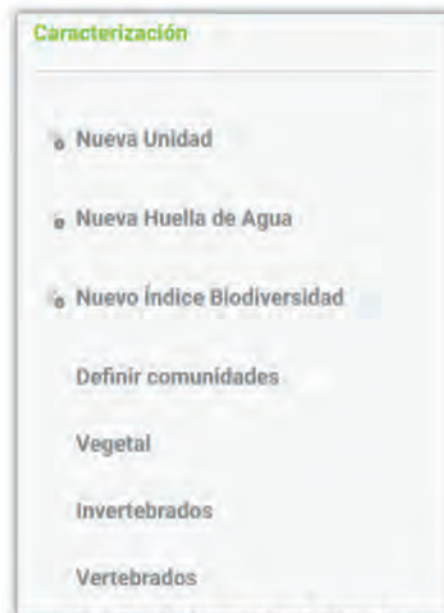 Caracterización
Nueva Unidad
Nueva Huella de Agua
Nuevo Índice Biodiversidad
Definir comunidades
Vegetal
Invertebrados
Vertebrados